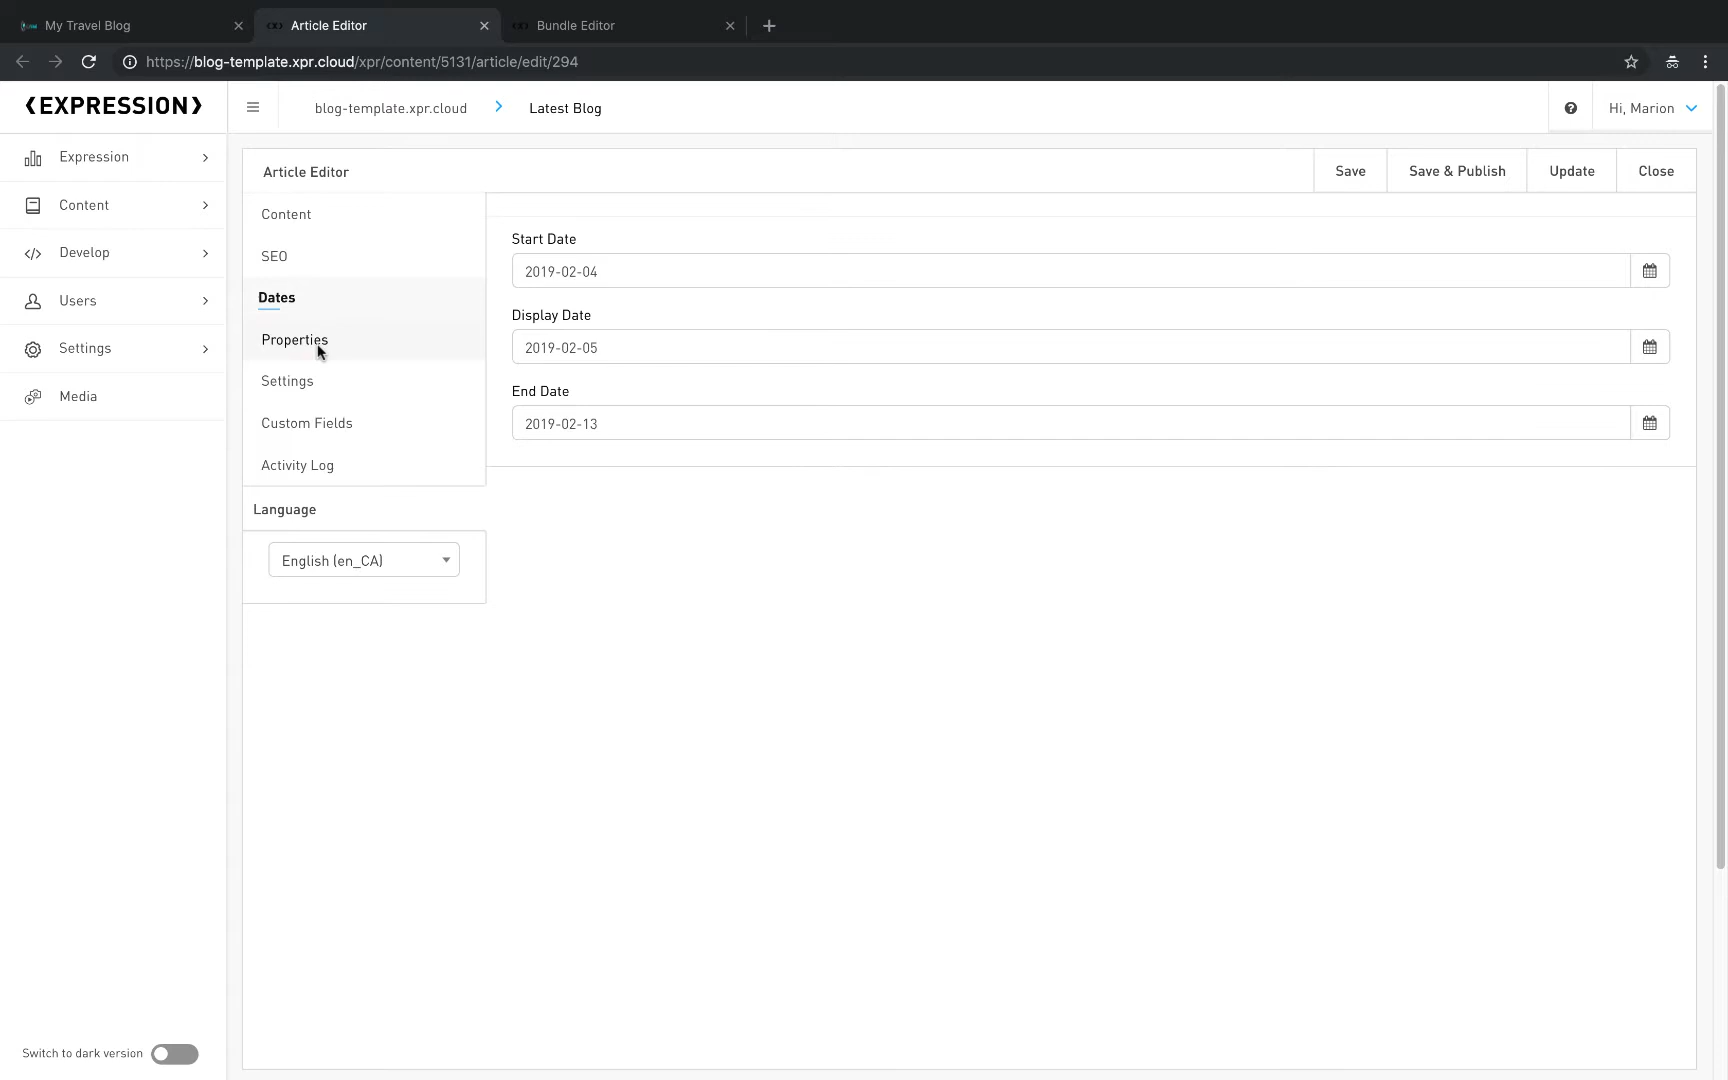 My Travel Blog
Article Editor
Bundle Editor
https://blog-template.xpr.cloud/xpr/content/5131/article/edit/294
‹EXPRESSION›
blog-template.xpr.cloud
Latest Blog
Hi, Marion
Expression
Content
Develop
Users
Settings
Media
Article Editor
Save
Save & Publish
Update
Close
Content
SEO
Dates
Properties
Settings
Custom Fields
Activity Log
Language
English (en_CA)
Start Date
2019-02-04
Display Date
2019-02-05
End Date
2019-02-13
Switch to dark version